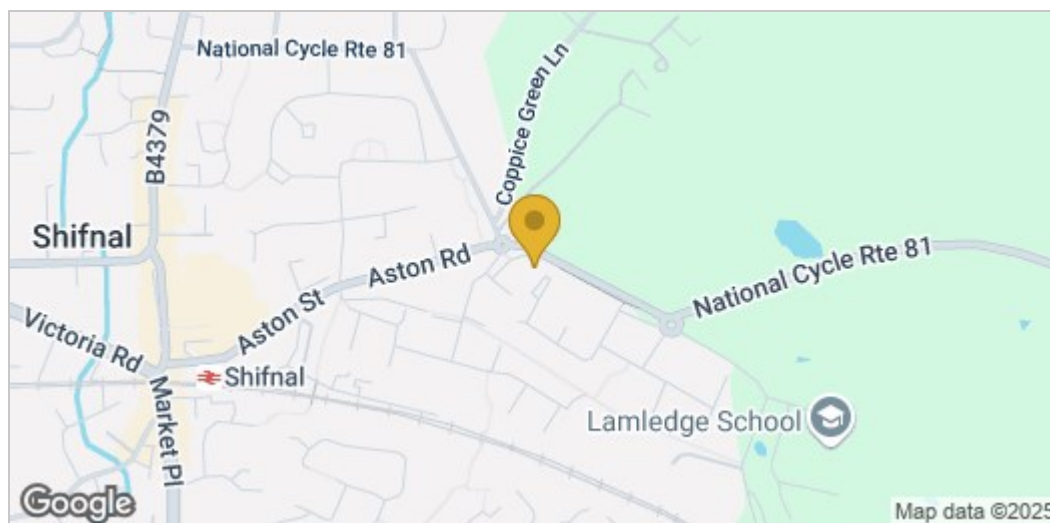 National Cycle Rte 81
B4379
Coppice Green Ln
Shifnal
Aston Rd
National Cycle Rte 81
Aston St
Victoria Rd
Shifnal
Market Pl
Lamledge School
Google
Map data ©2025